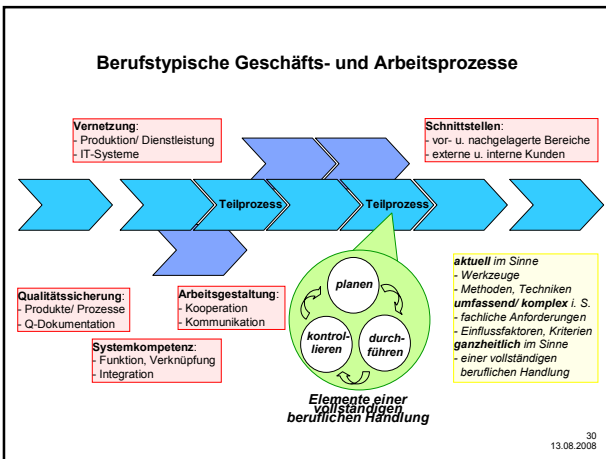 Berufstypische Geschäfts- und Arbeitsprozesse
Vernetzung:
- Produktion/ Dienstleistung
- IT-Systeme
Schnittstellen:
- vor- u. nachgelagerte Bereiche
- externe u. interne Kunden
Teilprozess
Teilprozess
Qualitätssicherung:
- Produkte/ Prozesse
- Q-Dokumentation
Arbeitsgestaltung:
- Kooperation
- Kommunikation
Systemkompetenz:
- Funktion, Verknüpfung
- Integration
planen
kontrol-
lieren
durch-
führen
Elemente einer
vollständigen
beruflichen Handlung
aktuell im Sinne
- Werkzeuge
- Methoden, Techniken
umfassend/ komplex i. S.
- fachliche Anforderungen
- Einflussfaktoren, Kriterien
ganzheitlich im Sinne
- einer vollständigen
beruflichen Handlung
30
13.08.2008